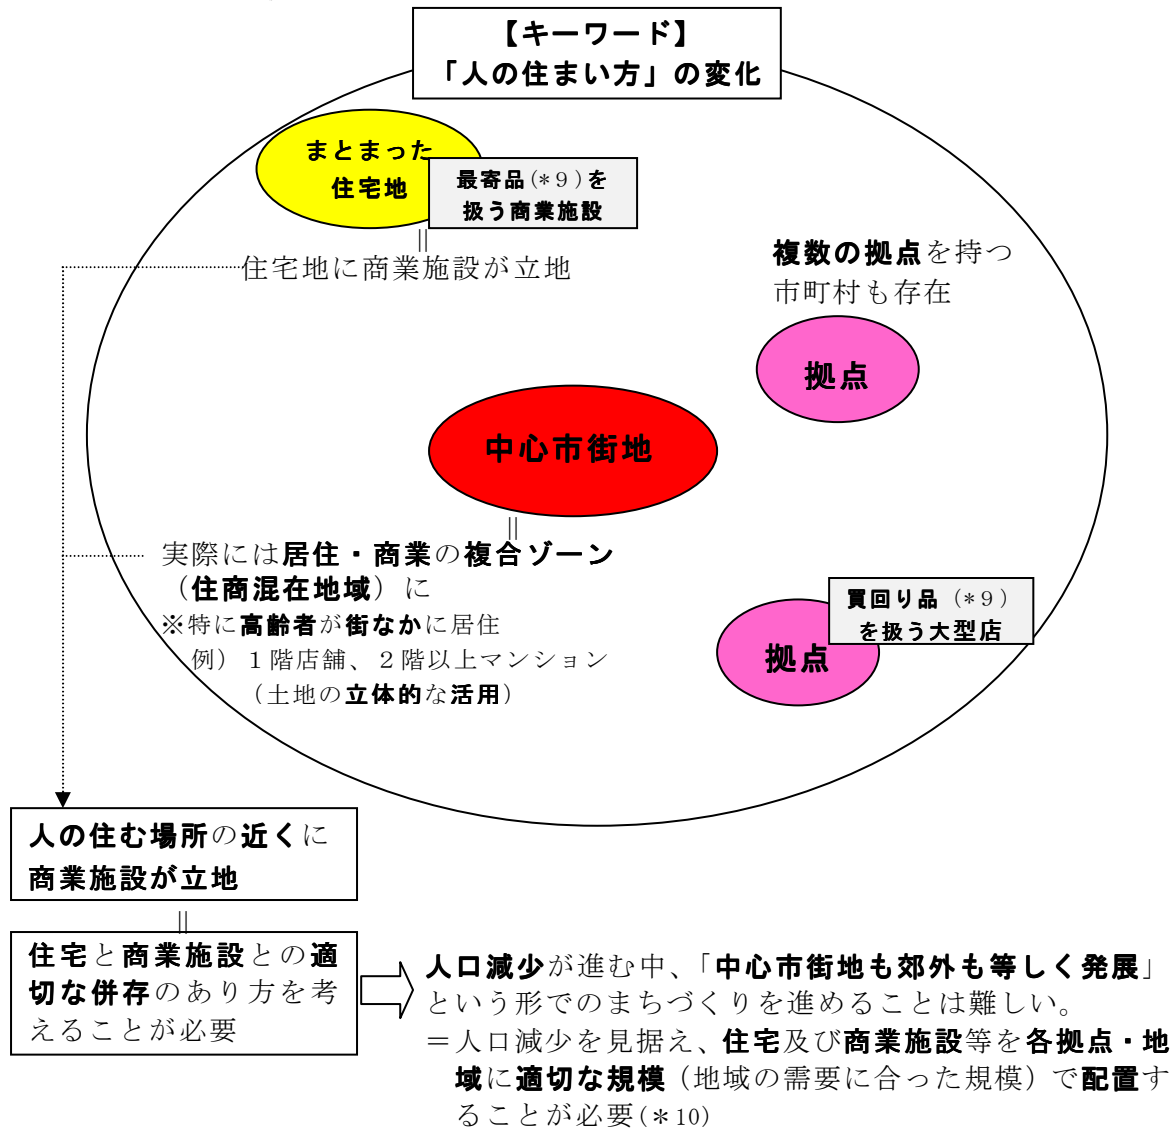 【キーワード】
「人の住まい方」の変化
まとまった
住宅地
最寄品(*9)を
扱う商業施設
||
住宅地に商業施設が立地
複数の拠点を持つ
市町村も存在
拠点
中心市街地
||
実際には居住・商業の複合ゾーン
(住商混在地域)に
※特に高齢者が街なかに居住
例)1階店舗、2階以上マンション
(土地の立体的な活用)
買回り品(*9)
を扱う大型店
拠点
人の住む場所の近くに
商業施設が立地
||
住宅と商業施設との適
切な併存のあり方を考
えることが必要
人口減少が進む中、「中心市街地も郊外も等しく発展」
という形でのまちづくりを進めることは難しい。
=人口減少を見据え、住宅及び商業施設等を各拠点・地
域に適切な規模(地域の需要に合った規模)で配置す
ることが必要(*10)